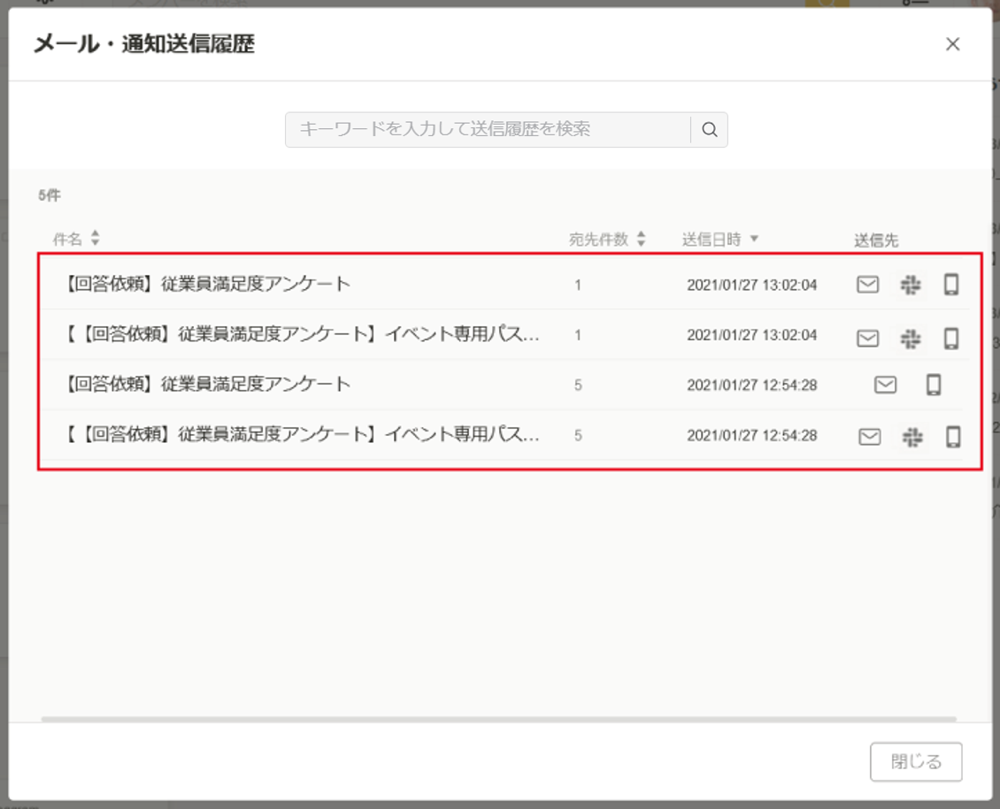 メール・通知送信履歴
キーワードを入力して送信履歴を検索
5件
件名 宛先件数 送信日時 送信先
【回答依頼】従業員満足度アンケート 1 2021/01/27 13:02:04
【【回答依頼】従業員満足度アンケート】イベント専用パス... 1 2021/01/27 13:02:04
【回答依頼】従業員満足度アンケート 5 2021/01/27 12:54:28
【【回答依頼】従業員満足度アンケート】イベント専用パス... 5 2021/01/27 12:54:28
閉じる